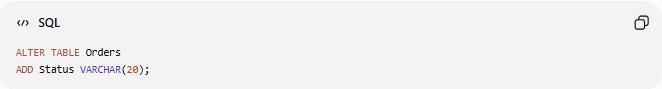 SQL
ALTER TABLE Orders
ADD Status VARCHAR(20);